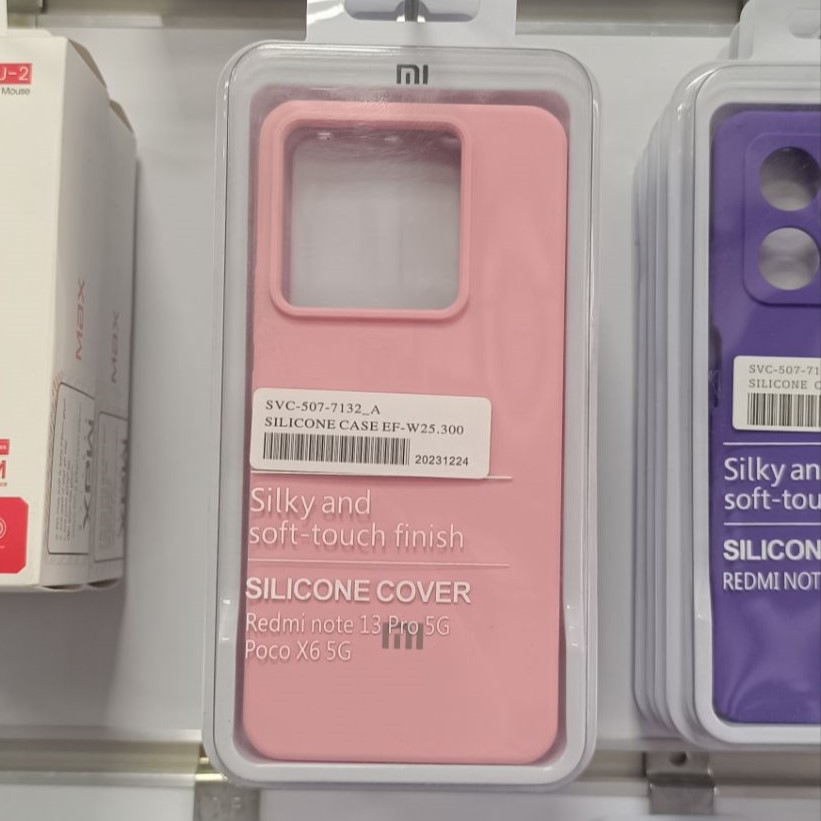 J-2
Mouse
Max
Max
Max
Max
mi
SVC-507-7132_A
SILICONE CASE EF-W25.300
20231224
Silky and
soft-touch finish
SILICONE COVER
Redmi note 13 Pro 5G
Poco X6 5G
mi
SVC-507-71
SILICONE C
Silky an
soft-tou
SILICON
REDMI NOT